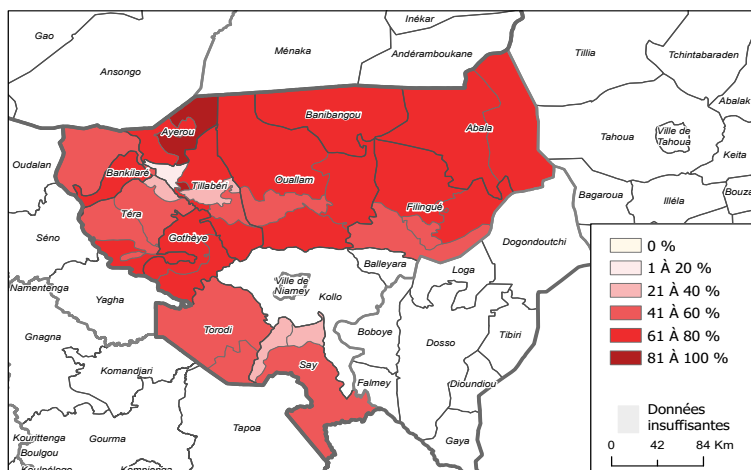 Inékar
Gao
Ménaka
Andéramboukane
Tillia
Tchintabaraden
Ansongo
Abalak
Banibangou
Ayerou
Abala
Ville de
Tahoua
Tahoua
Keita
Oudalan
Bankilaré
Tillabéri
Ouallam
Bagaroua
Illéla
Bouza
Téra
Filingué
Séno
Gothèye
Dogondoutchi
Balleyara
Loga
Namentenga
Yagha
Ville de
Niamey
Kollo
Gnagna
Torodi
Boboye
Dosso
Tibiri
Komandjari
Say
Falmey
Dioundiou
Kourittenga
Boulgou
Gourma
Tapoa
Gaya
Koulpélogo
Kompienga
0 %
1 À 20 %
21 À 40 %
41 À 60 %
61 À 80 %
81 À 100 %
Données
insuffisantes
0 42 84 Km